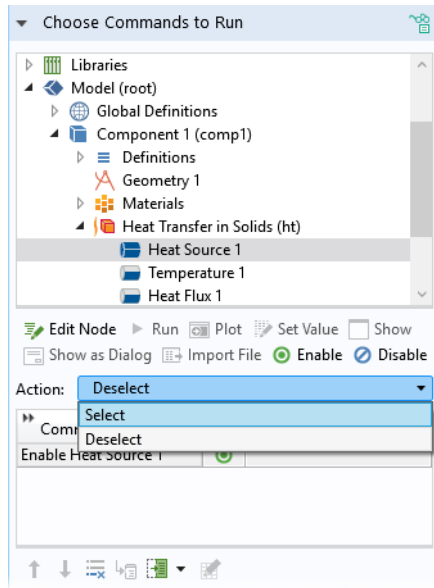 Choose Commands to Run
Libraries
Model (root)
Global Definitions
Component 1 (comp1)
Definitions
Geometry 1
Materials
Heat Transfer in Solids (ht)
Heat Source 1
Temperature 1
Heat Flux 1
Edit Node Run Plot Set Value Show
Show as Dialog Import File Enable Disable
Action: Deselect
Select
Deselect
Enable Heat Source 1